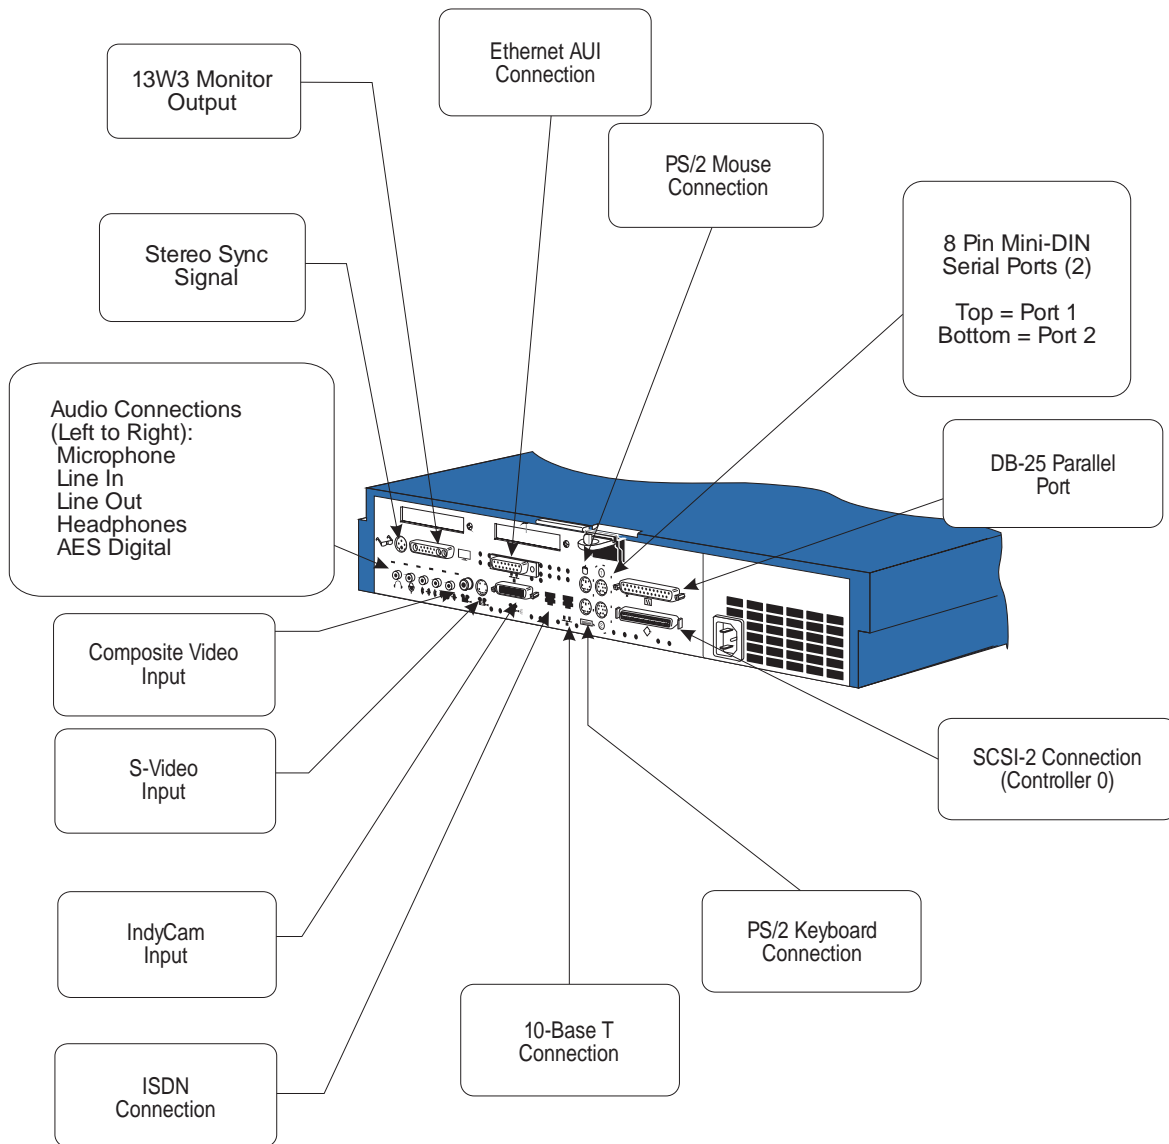 Ethernet AUI
Connection
13W3 Monitor
Output
PS/2 Mouse
Connection
8 Pin Mini-DIN
Serial Ports (2)
Top = Port 1
Bottom = Port 2
Stereo Sync
Signal
Audio Connections
(Left to Right):
Microphone
Line In
Line Out
Headphones
AES Digital
DB-25 Parallel
Port
Composite Video
Input
S-Video
Input
SCSI-2 Connection
(Controller 0)
IndyCam
Input
PS/2 Keyboard
Connection
10-Base T
Connection
ISDN
Connection